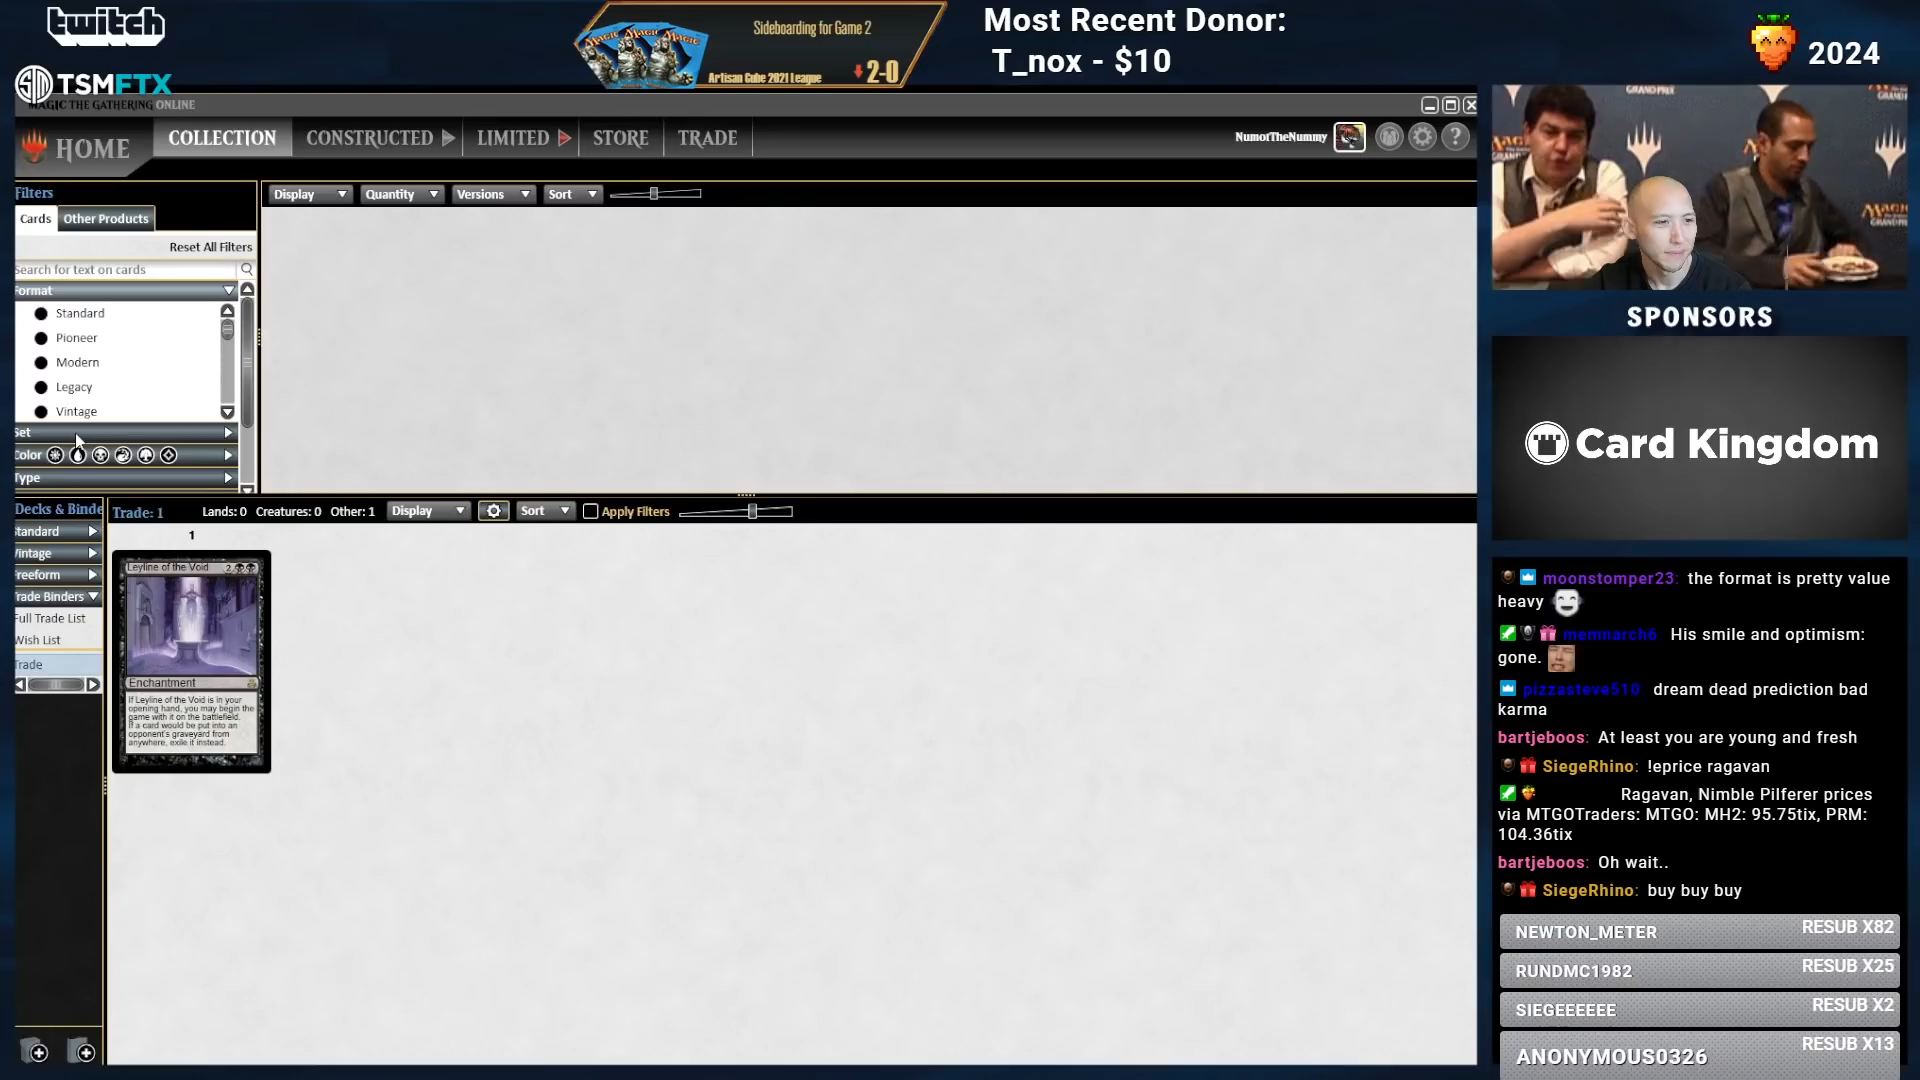 twitch
TSMFTX
Sideboarding for Game 2
Magic Magic Magic
Artisan Cube 2021 League
2-0
Most Recent Donor:
T_nox - $10
2024
MAGIC THE GATHERING ONLINE
HOME
COLLECTION
CONSTRUCTED
LIMITED
STORE
TRADE
NumotTheNummy
?
Filters
Cards
Other Products
Reset All Filters
Search for text on cards
Format
Standard
Pioneer
Modern
Legacy
Vintage
Set
Color
Type
Display
Quantity
Versions
Sort
Decks & Binde
Standard
Vintage
Freeform
Trade Binders
Full Trade List
Wish List
Trade
Trade: 1
Lands: 0 Creatures: 0 Other: 1
Display
Sort
Apply Filters
1
Leyline of the Void 2
Enchantment
If Leyline of the Void is in your
opening hand, you may begin the
game with it on the battlefield.
If a card would be put into an
opponent's graveyard from
anywhere, exile it instead.
GRAND PRIX
SPONSORS
Card Kingdom
moonstomper23: the format is pretty value
heavy
memnarch6: His smile and optimism:
gone.
pizzasteve510 dream dead prediction bad
karma
bartjeboos: At least you are young and fresh
SiegeRhino: !eprice ragavan
Ragavan, Nimble Pilferer prices
via MTGOTraders: MTGO: MH2: 95.75tix, PRM:
104.36tix
bartjeboos: Oh wait..
SiegeRhino: buy buy buy
NEWTON_METER RESUB X82
RUNDMC1982 RESUB X25
SIEGEEEEEE RESUB X2
ANONYMOUS0326 RESUB X13